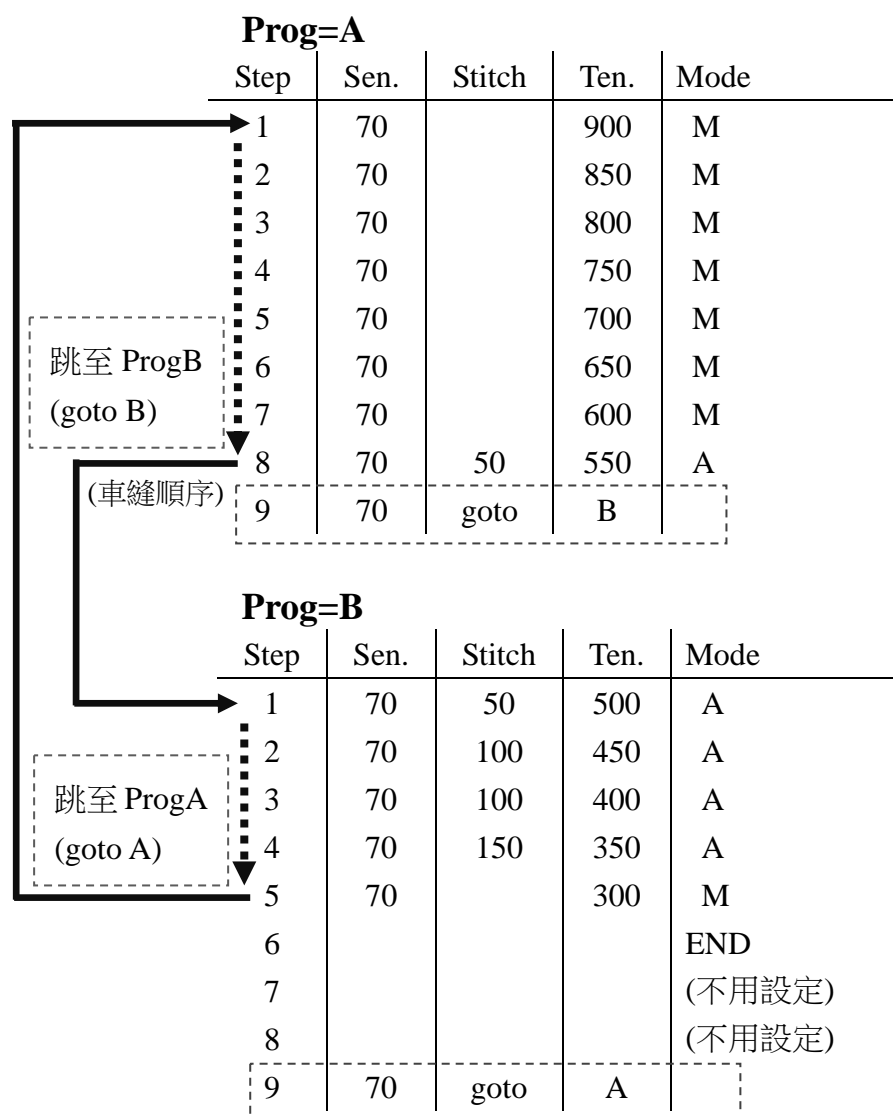 Prog=A
Step Sen. Stitch Ten. Mode
1 70 900 M
2 70 850 M
3 70 800 M
4 70 750 M
5 70 700 M
跳至 ProgB
6 70 650 M
(goto B)
7 70 600 M
8 70 50 550 A
(車縫順序)
9 70 goto B
Prog=B
Step Sen. Stitch Ten. Mode
1 70 50 500 A
2 70 100 450 A
跳至 ProgA
3 70 100 400 A
(goto A)
4 70 150 350 A
5 70 300 M
6 END
7 (不用設定)
8 (不用設定)
9 70 goto A